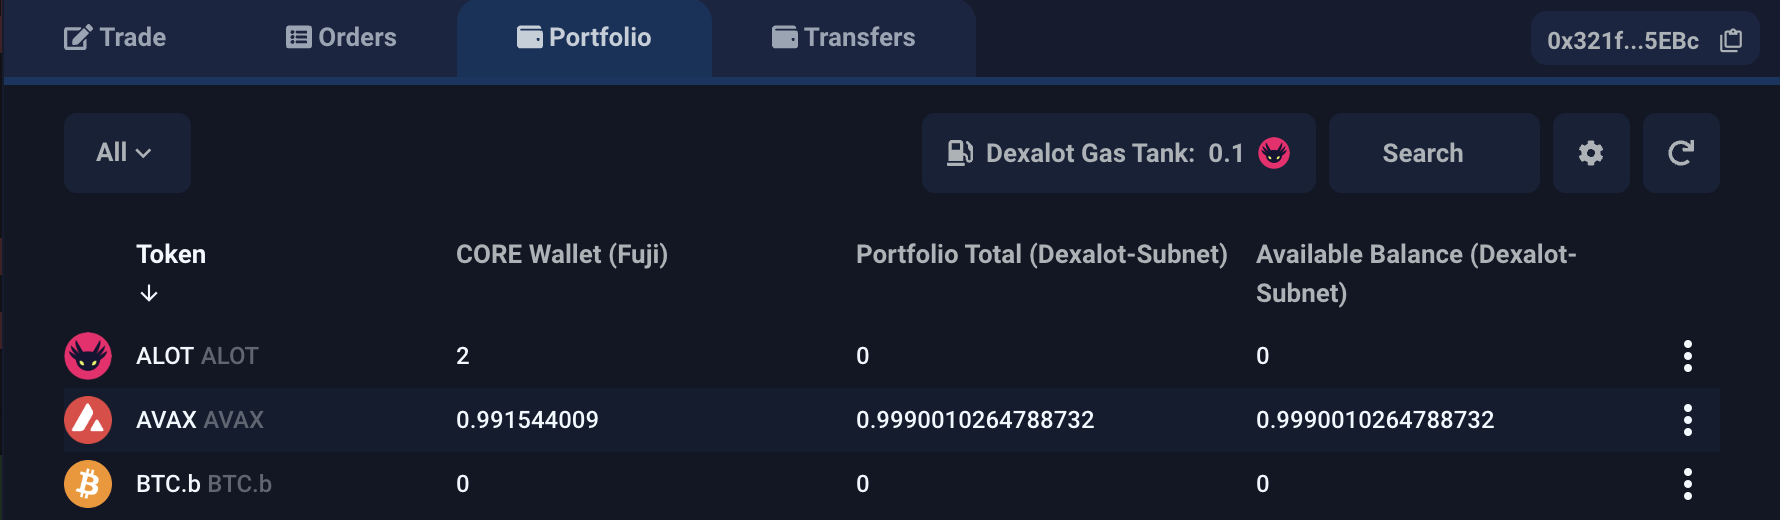 Trade Orders Portfolio Transfers 0x321f...5EBc
All Dexalot Gas Tank: 0.1 Search
Token CORE Wallet (Fuji) Portfolio Total (Dexalot-Subnet) Available Balance (Dexalot-
Subnet)
ALOT ALOT 2 0 0
AVAX AVAX 0.991544009 0.9990010264788732 0.9990010264788732
BTC.b BTC.b 0 0 0